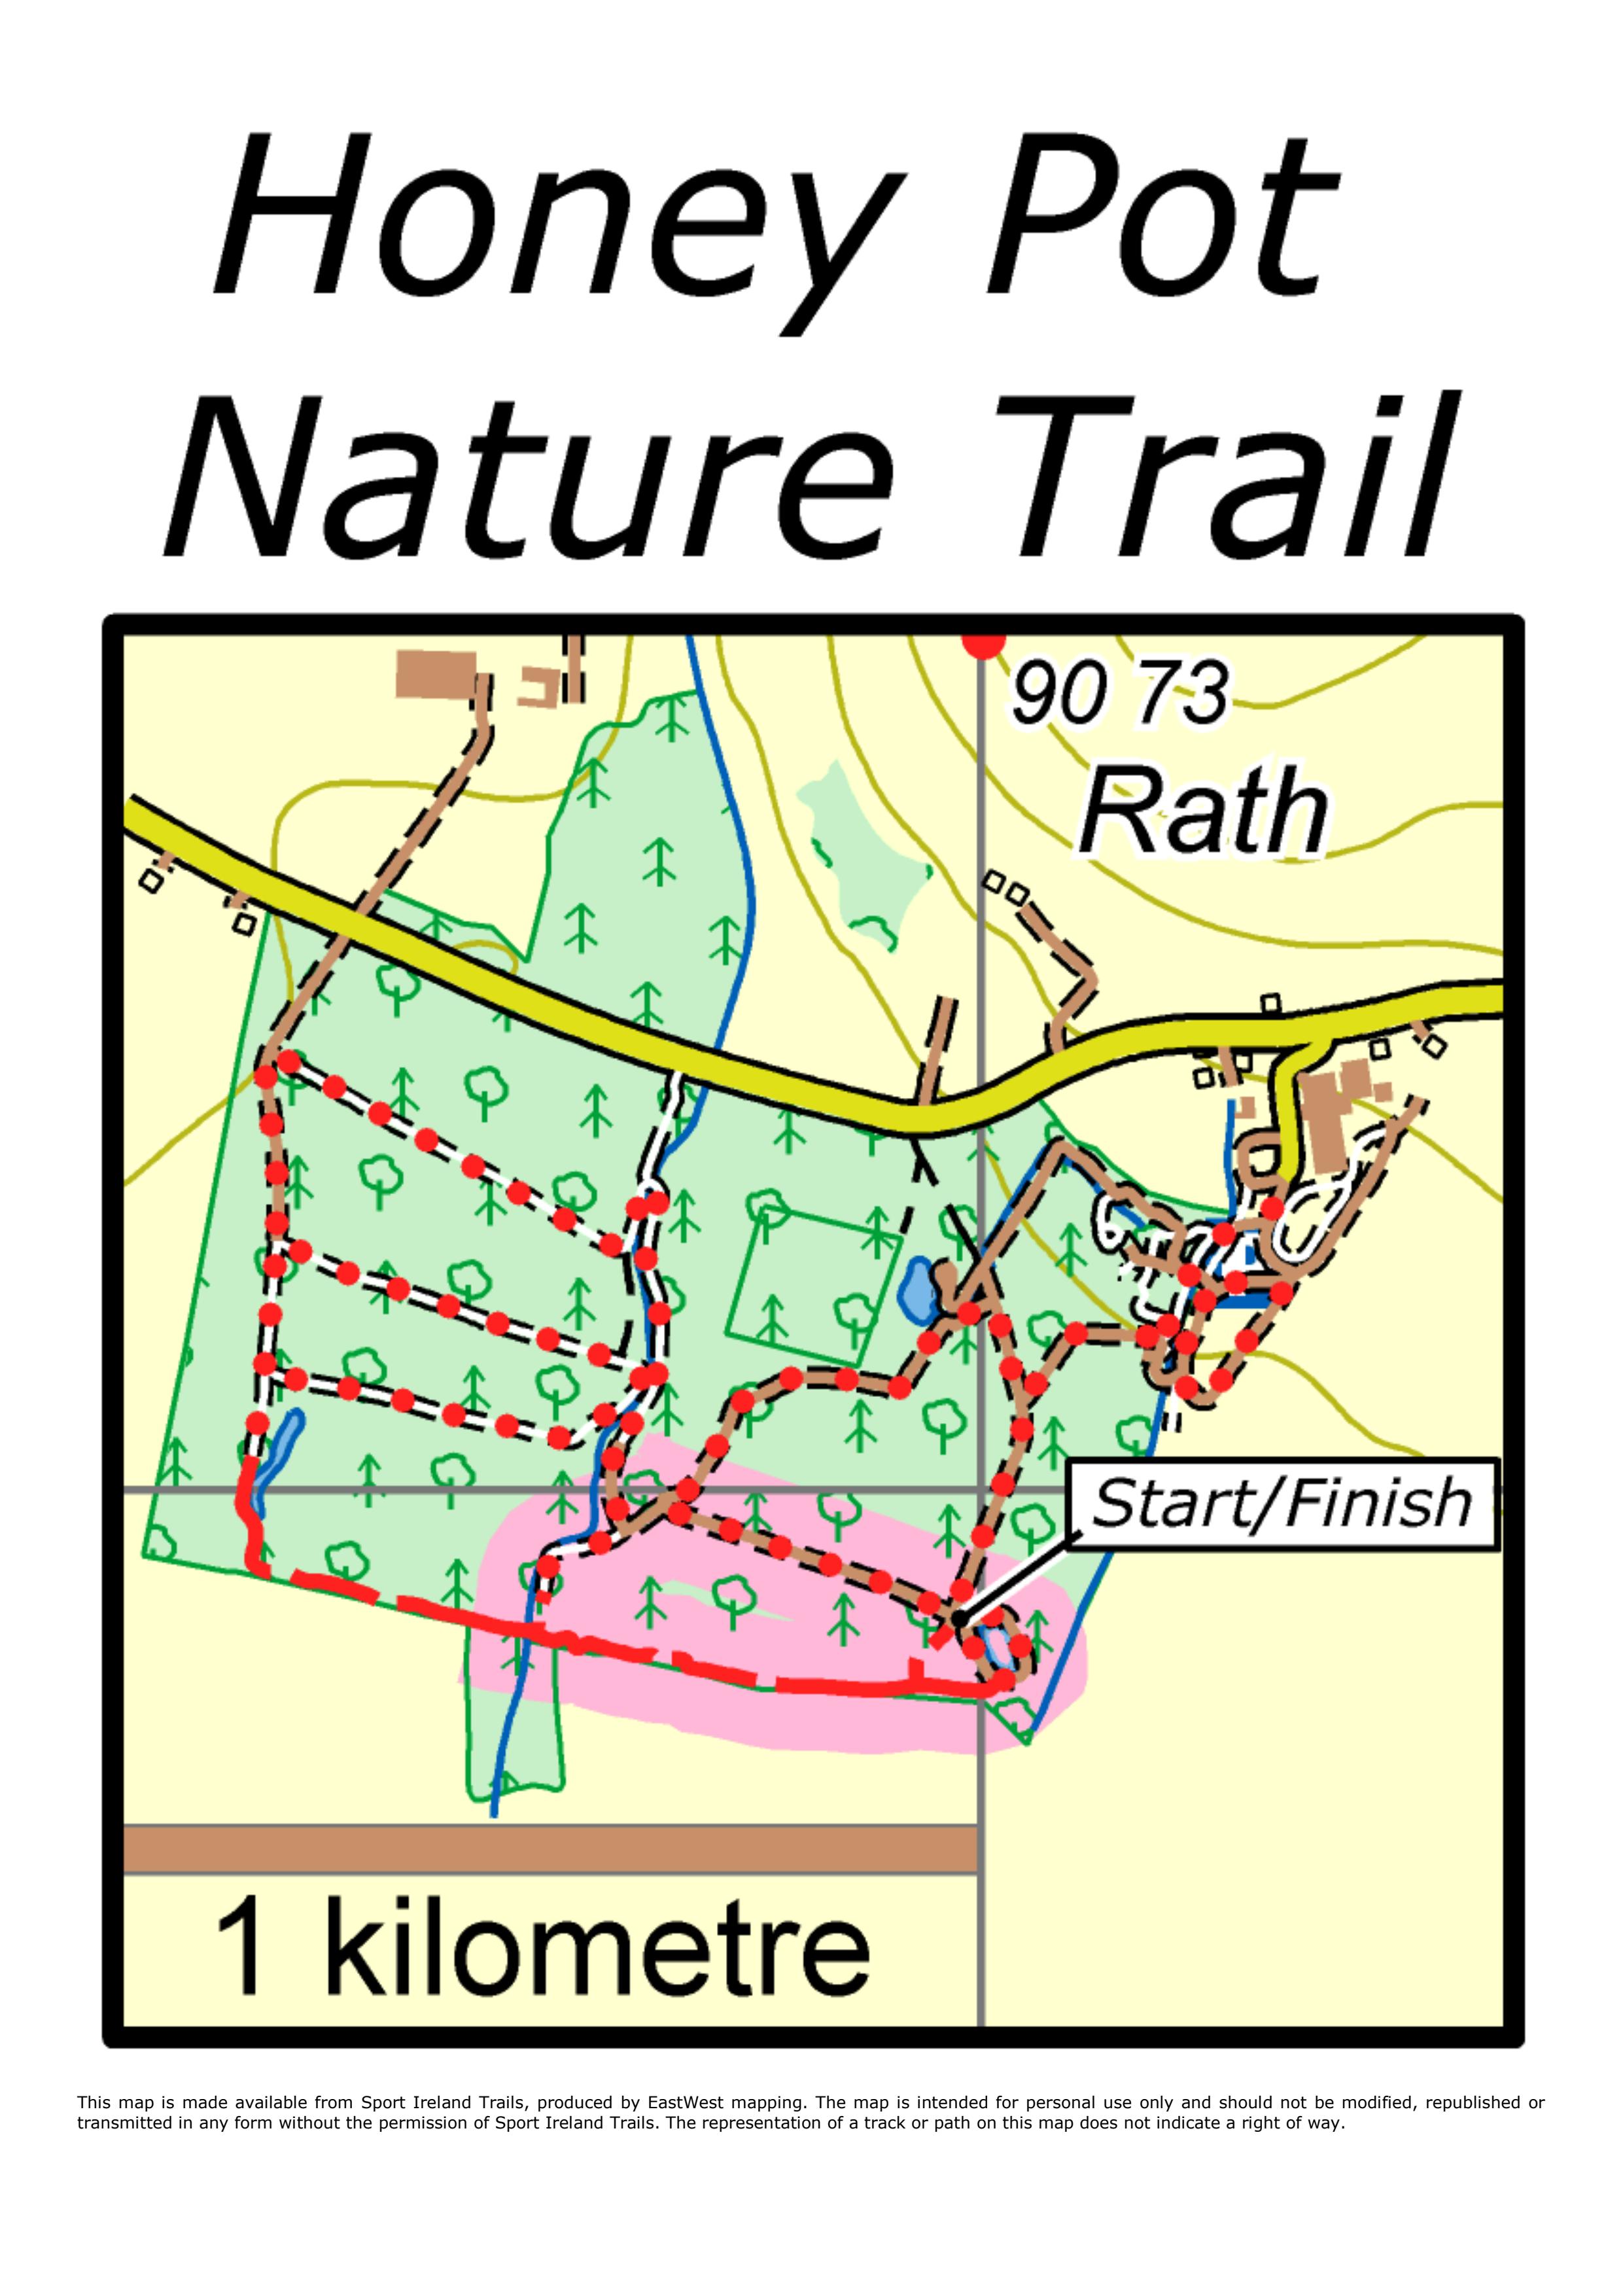 Honey Pot
Nature Trail
90 73
Rath
Start/Finish
1 kilometre
This map is made available from Sport Ireland Trails, produced by EastWest mapping. The map is intended for personal use only and should not be modified, republished or
transmitted in any form without the permission of Sport Ireland Trails. The representation of a track or path on this map does not indicate a right of way.